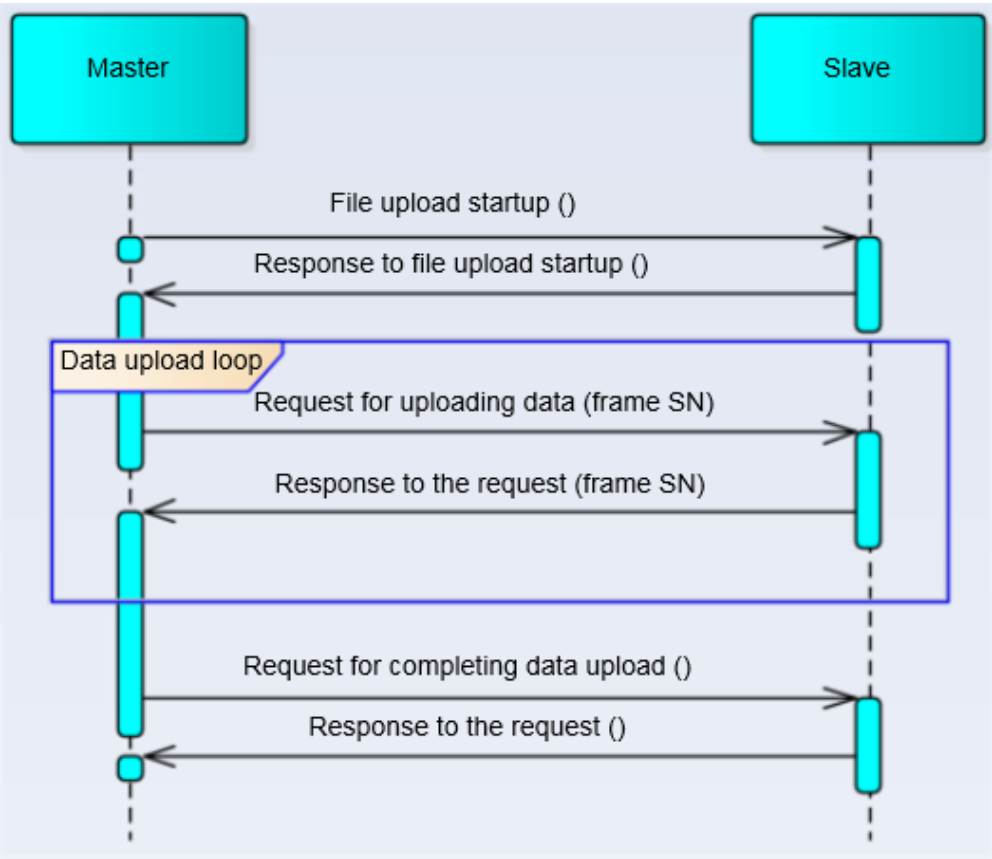 Master
Slave
File upload startup ()
Response to file upload startup ()
Data upload loop
Request for uploading data (frame SN)
Response to the request (frame SN)
Request for completing data upload ()
Response to the request ()